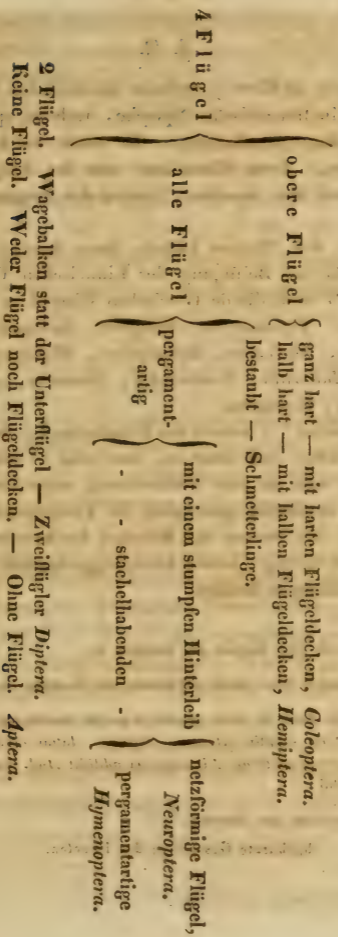 4 Flügel
obere Flügel
ganz hart — mit harten Flügeldecken, Coleoptera.
halb hart — mit halben Flügeldecken, Hemiptera.
alle Flügel
bestaubt — Schmetterlinge.
pergament-
artig
mit einem stumpfen Hinterleib
- - stachelhabenden -
netzförmige Flügel,
Neuroptera.
pergamentartige
Hymenoptera.
2 Flügel. Wagebalken statt der Unterflügel — Zweiflügler Diptera.
Keine Flügel. Weder Flügel noch Flügeldecken. — Ohne Flügel. Aptera.